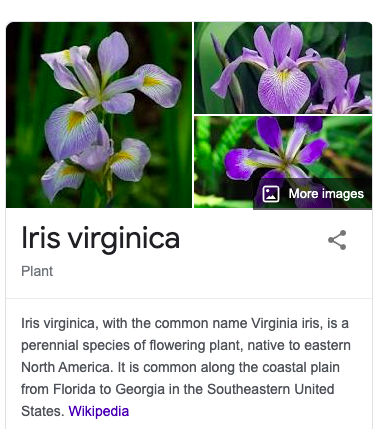 More images
Iris virginica
Plant
Iris virginica, with the common name Virginia iris, is a
perennial species of flowering plant, native to eastern
North America. It is common along the coastal plain
from Florida to Georgia in the Southeastern United
States. Wikipedia